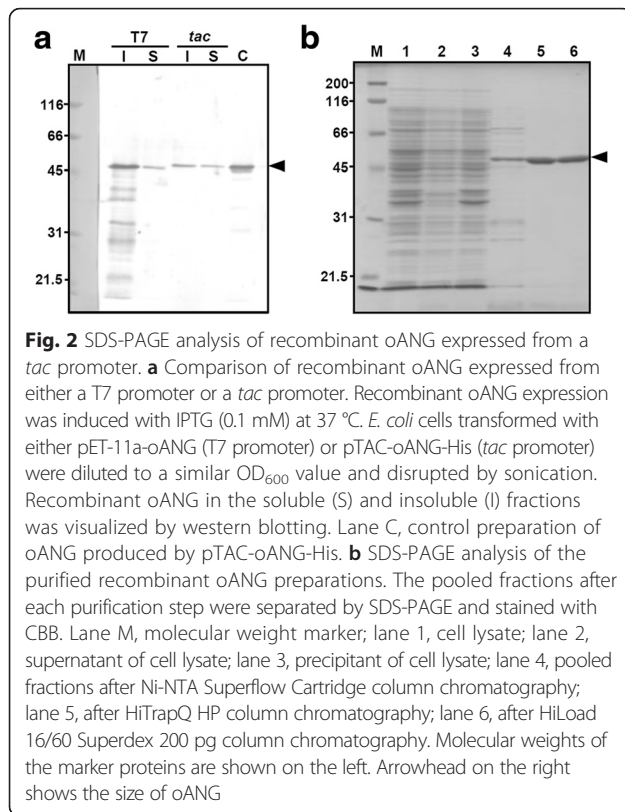 a
T7 tac
M I S I S C
116
66
45
31
21.5
b
M 1 2 3 4 5 6
200
116
66
45
31
21.5
Fig. 2 SDS-PAGE analysis of recombinant oANG expressed from a
tac promoter. a Comparison of recombinant oANG expressed from
either a T7 promoter or a tac promoter. Recombinant oANG expression
was induced with IPTG (0.1 mM) at 37 °C. E. coli cells transformed with
either pET-11a-oANG (T7 promoter) or pTAC-oANG-His (tac promoter)
were diluted to a similar OD600 value and disrupted by sonication.
Recombinant oANG in the soluble (S) and insoluble (I) fractions
was visualized by western blotting. Lane C, control preparation of
oANG produced by pTAC-oANG-His. b SDS-PAGE analysis of the
purified recombinant oANG preparations. The pooled fractions after
each purification step were separated by SDS-PAGE and stained with
CBB. Lane M, molecular weight marker; lane 1, cell lysate; lane 2,
supernatant of cell lysate; lane 3, precipitant of cell lysate; lane 4, pooled
fractions after Ni-NTA Superflow Cartridge column chromatography;
lane 5, after HiTrapQ HP column chromatography; lane 6, after HiLoad
16/60 Superdex 200 pg column chromatography. Molecular weights of
the marker proteins are shown on the left. Arrowhead on the right
shows the size of oANG